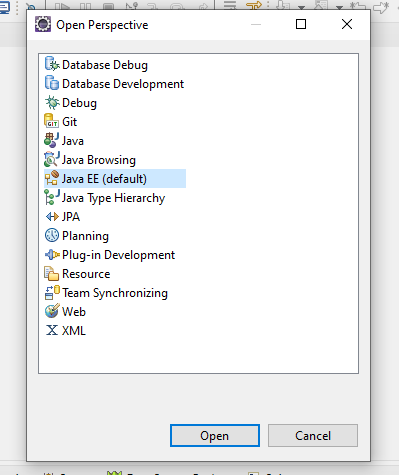 Open Perspective
Database Debug
Database Development
Debug
Git
Java
Java Browsing
Java EE (default)
Java Type Hierarchy
JPA
Planning
Plug-in Development
Resource
Team Synchronizing
Web
XML
Open
Cancel